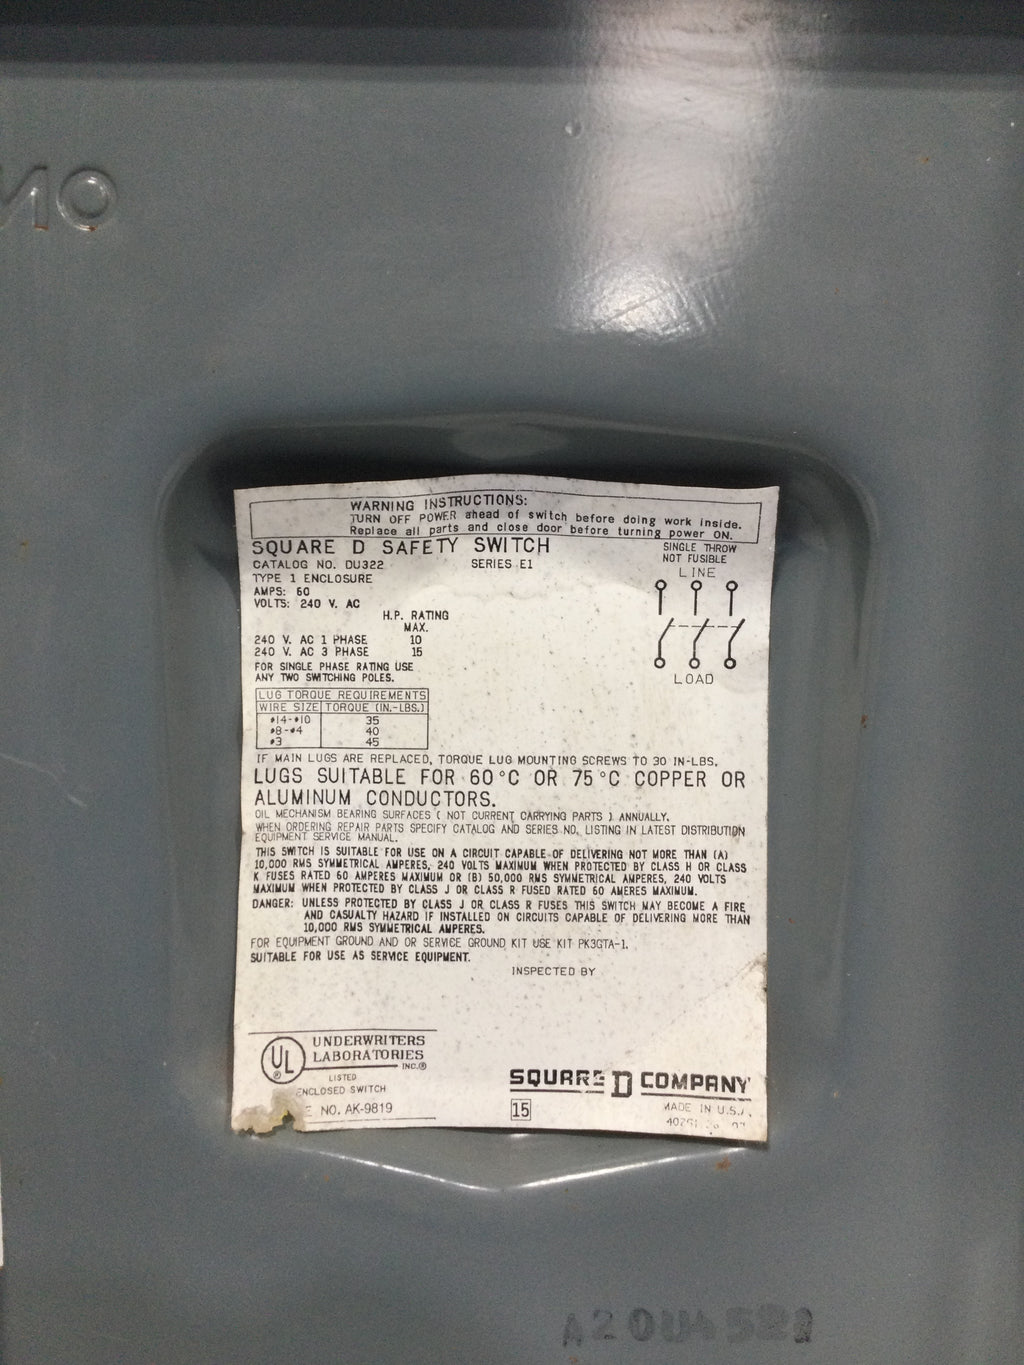 WARNING INSTRUCTIONS:
TURN OFF POWER ahead of switch before doing work inside.
Replace all parts and close door before turning power ON.
SQUARE D SAFETY SWITCH
CATALOG NO. DU322 SERIES E1
TYPE 1 ENCLOSURE
AMPS: 60
VOLTS: 240 V. AC
SINGLE THROW
NOT FUSIBLE
LINE
LOAD
H.P. RATING
MAX.
240 V. AC 1 PHASE 10
240 V. AC 3 PHASE 15
FOR SINGLE PHASE RATING USE
ANY TWO SWITCHING POLES.
LUG TORQUE REQUIREMENTS
WIRE SIZE TORQUE (IN.-LBS.)
#14-#10 35
#8-#4 40
#3 45
IF MAIN LUGS ARE REPLACED, TORQUE LUG MOUNTING SCREWS TO 30 IN-LBS.
LUGS SUITABLE FOR 60°C OR 75°C COPPER OR
ALUMINUM CONDUCTORS.
OIL MECHANISM BEARING SURFACES ( NOT CURRENT CARRYING PARTS ) ANNUALLY.
WHEN ORDERING REPAIR PARTS SPECIFY CATALOG AND SERIES NO. LISTING IN LATEST DISTRIBUTION
EQUIPMENT SERVICE MANUAL.
THIS SWITCH IS SUITABLE FOR USE ON A CIRCUIT CAPABLE OF DELIVERING NOT MORE THAN (A)
10,000 RMS SYMMETRICAL AMPERES, 240 VOLTS MAXIMUM WHEN PROTECTED BY CLASS H OR CLASS
K FUSES RATED 60 AMPERES MAXIMUM OR (B) 50,000 RMS SYMMETRICAL AMPERES, 240 VOLTS
MAXIMUM WHEN PROTECTED BY CLASS J OR CLASS R FUSED RATED 60 AMERES MAXIMUM.
DANGER: UNLESS PROTECTED BY CLASS J OR CLASS R FUSES THIS SWITCH MAY BECOME A FIRE
AND CASUALTY HAZARD IF INSTALLED ON CIRCUITS CAPABLE OF DELIVERING MORE THAN
10,000 RMS SYMMETRICAL AMPERES.
FOR EQUIPMENT GROUND AND OR SERVICE GROUND KIT USE KIT PK3GTA-1.
SUITABLE FOR USE AS SERVICE EQUIPMENT.
INSPECTED BY
UL ®
UNDERWRITERS
LABORATORIES
INC.®
LISTED
ENCLOSED SWITCH
NO. AK-9819
SQUARE D COMPANY
15
MADE IN U.S.A.